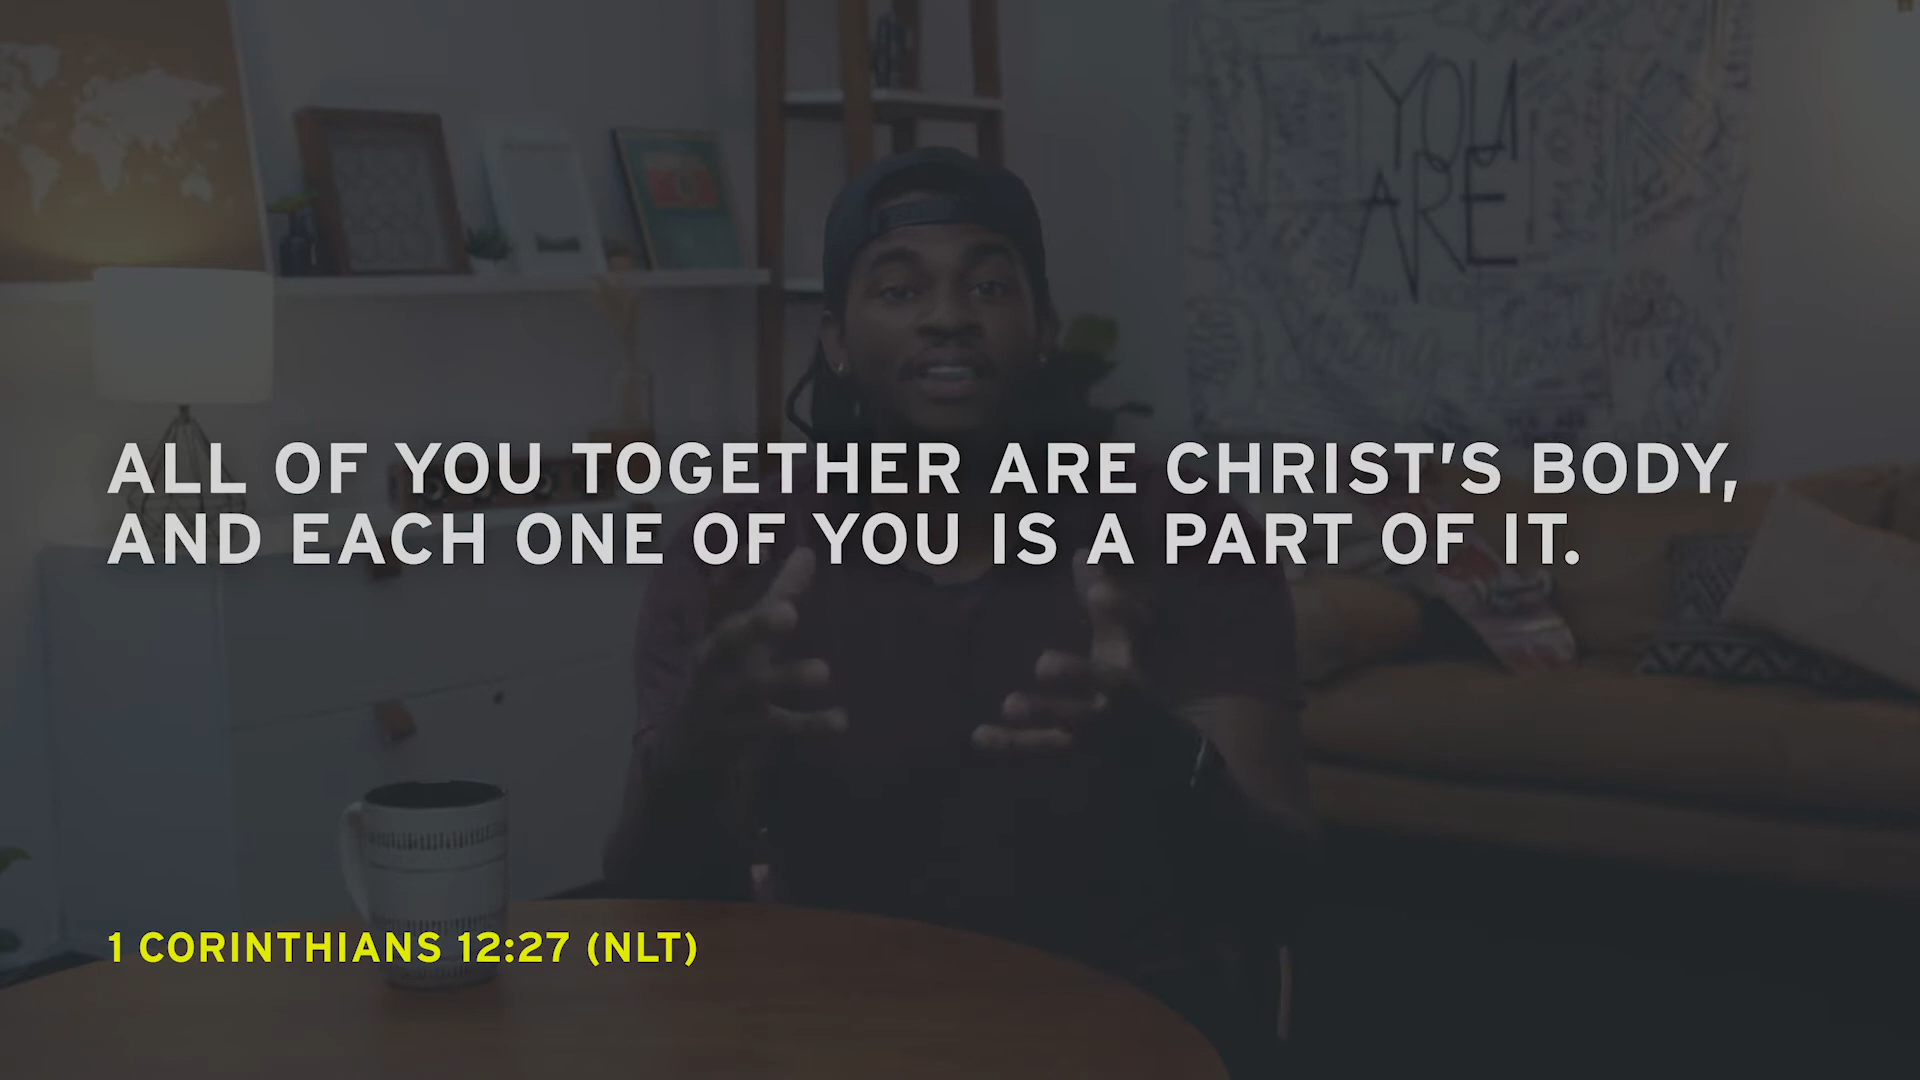 YOU
ARE
ALL OF YOU TOGETHER ARE CHRIST'S BODY,
AND EACH ONE OF YOU IS A PART OF IT.
1 CORINTHIANS 12:27 (NLT)